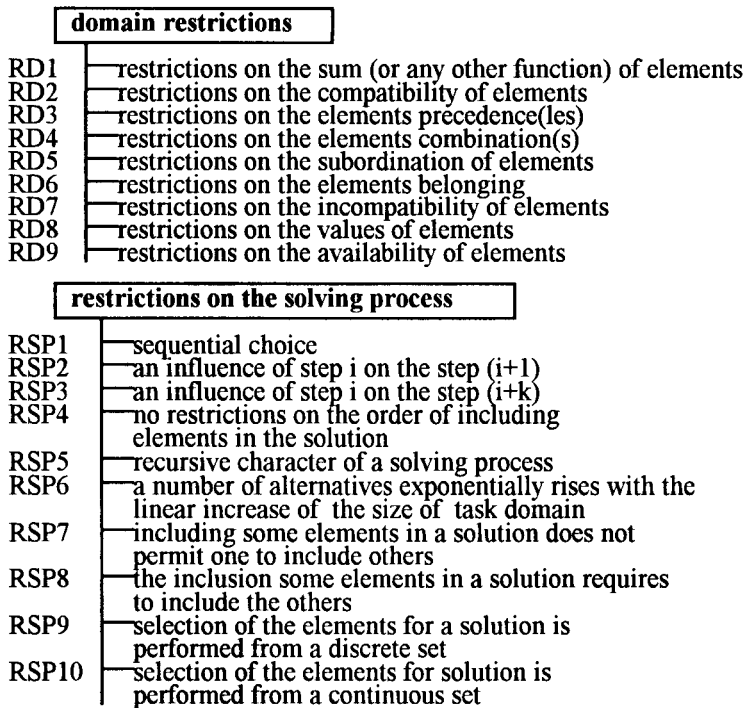 domain restrictions
RD1 restrictions on the sum (or any other function) of elements
RD2 restrictions on the compatibility of elements
RD3 restrictions on the elements precedence(les)
RD4 restrictions on the elements combination(s)
RD5 restrictions on the subordination of elements
RD6 restrictions on the elements belonging
RD7 restrictions on the incompatibility of elements
RD8 restrictions on the values of elements
RD9 restrictions on the availability of elements
restrictions on the solving process
RSP1 sequential choice
RSP2 an influence of step i on the step (i+1)
RSP3 an influence of step i on the step (i+k)
RSP4 no restrictions on the order of including
elements in the solution
RSP5 recursive character of a solving process
RSP6 a number of alternatives exponentially rises with the
linear increase of the size of task domain
RSP7 including some elements in a solution does not
permit one to include others
RSP8 the inclusion some elements in a solution requires
to include the others
RSP9 selection of the elements for a solution is
performed from a discrete set
RSP10 selection of the elements for solution is
performed from a continuous set